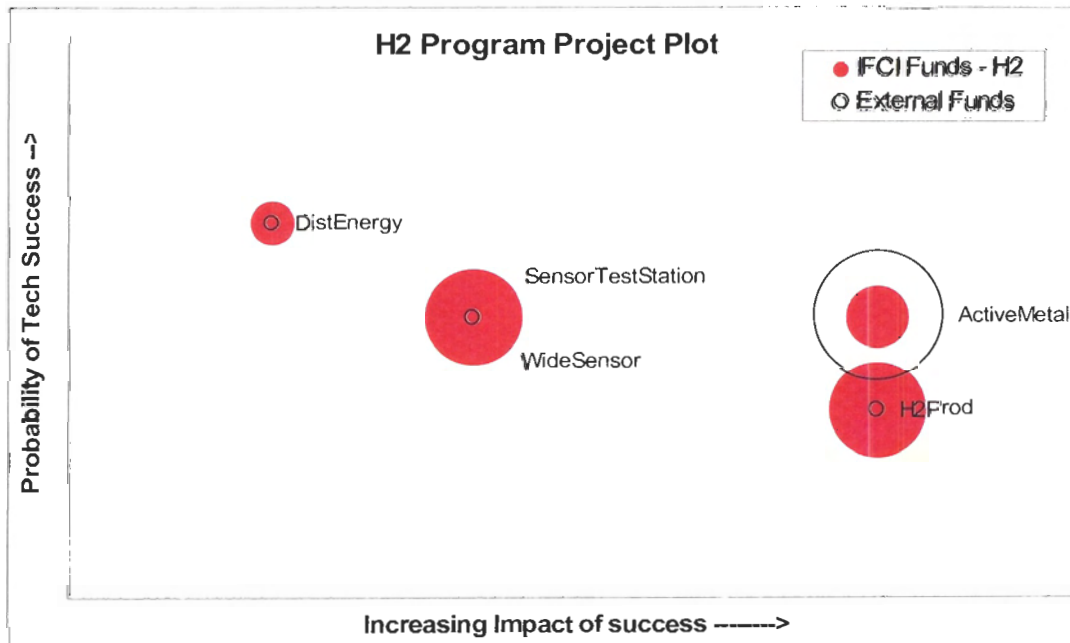 H2 Program Project Plot
IFCI Funds - H2
External Funds
Probability of Tech Success -->
DistEnergy
SensorTestStation
WideSensor
ActiveMetal
H2Prod
Increasing Impact of success -------->